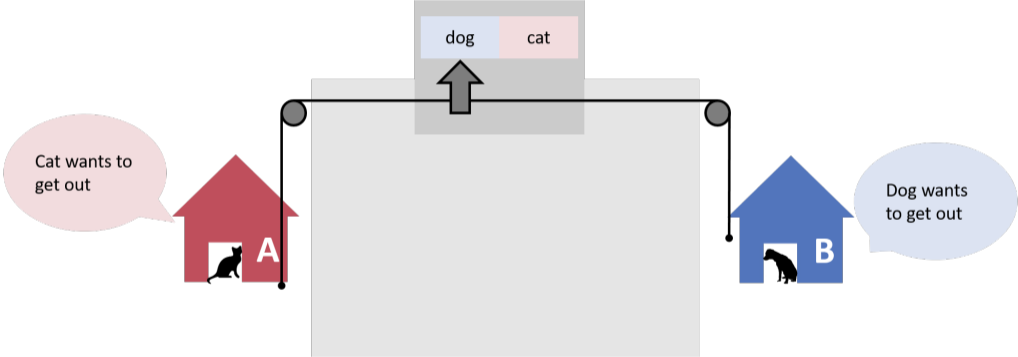 dog cat
Cat wants to
get out
A
B
Dog wants
to get out